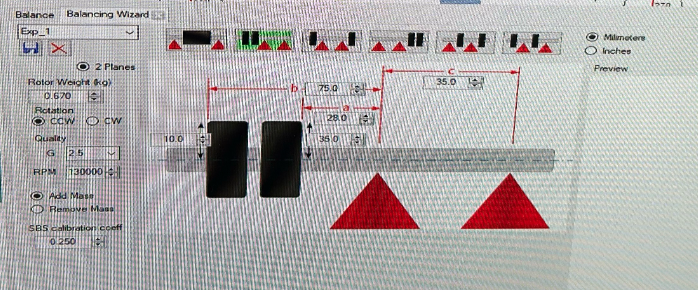 Balance Balancing Wizard
Exp_1
2 Planes
Rotor Weight (kg)
0.670
Rotation
CCW CW
Quality
G 2.5
RPM 130000
Add Mass
Remove Mass
SBS calibration coeff
0.250
Milimeters
Inches
Preview
b 75.0
c
35.0
a
28.0
10.0
35.0